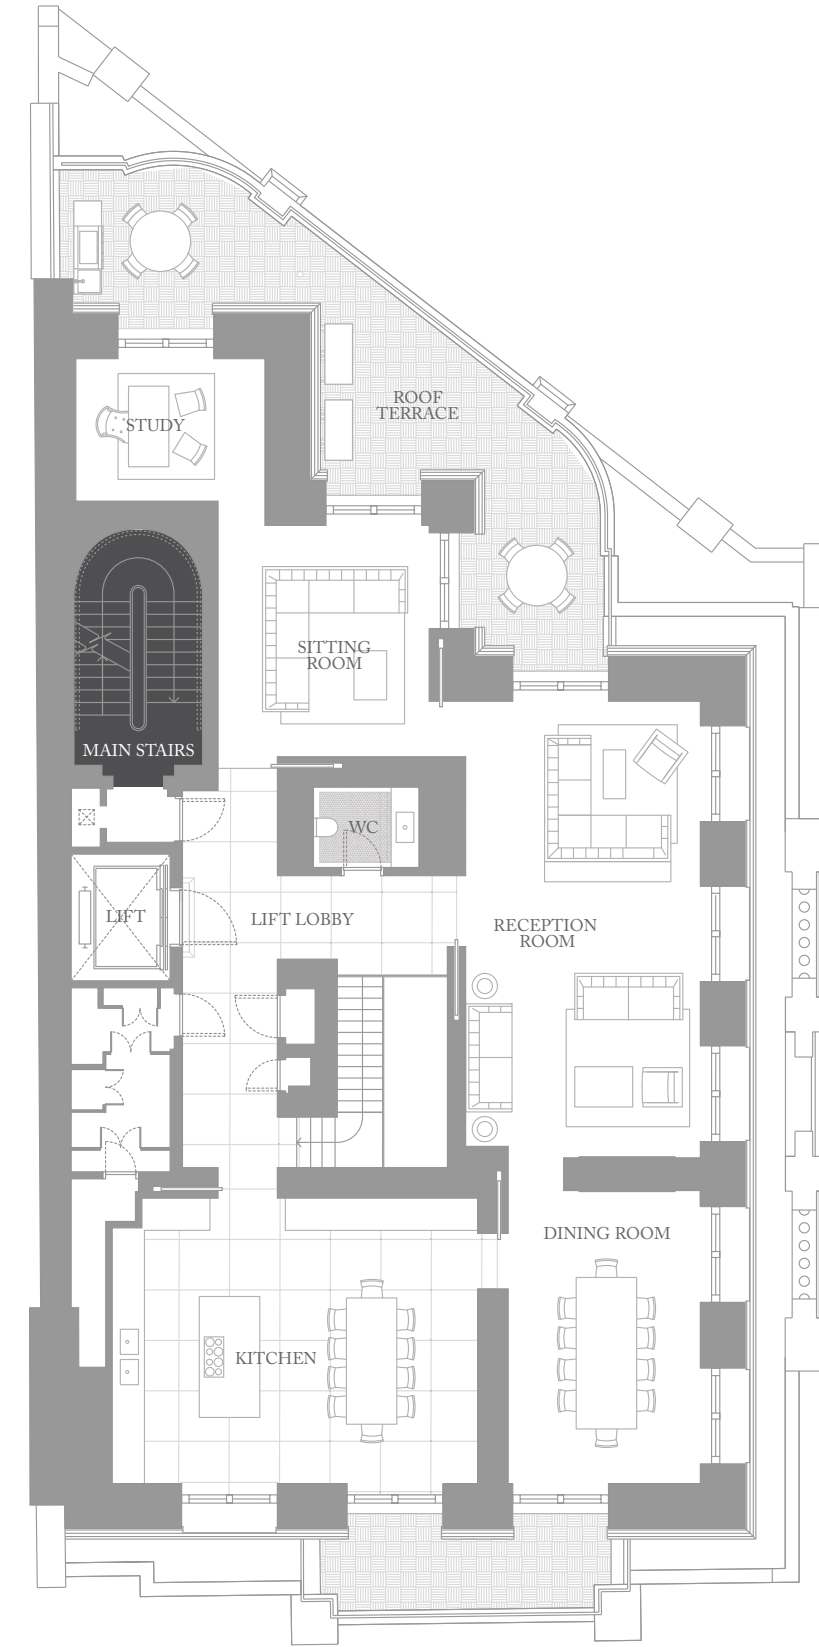 ROOF
TERRACE
STUDY
SITTING
ROOM
MAIN STAIRS
WC
LIFT
LIFT LOBBY
RECEPTION
ROOM
DINING ROOM
KITCHEN